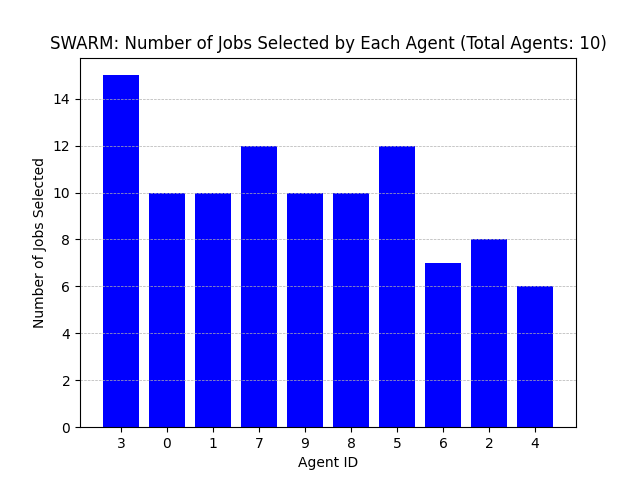 SWARM: Number of Jobs Selected by Each Agent (Total Agents: 10)
Number of Jobs Selected
14
12
10
8
6
4
2
0
3 0 1 7 9 8 5 6 2 4
Agent ID